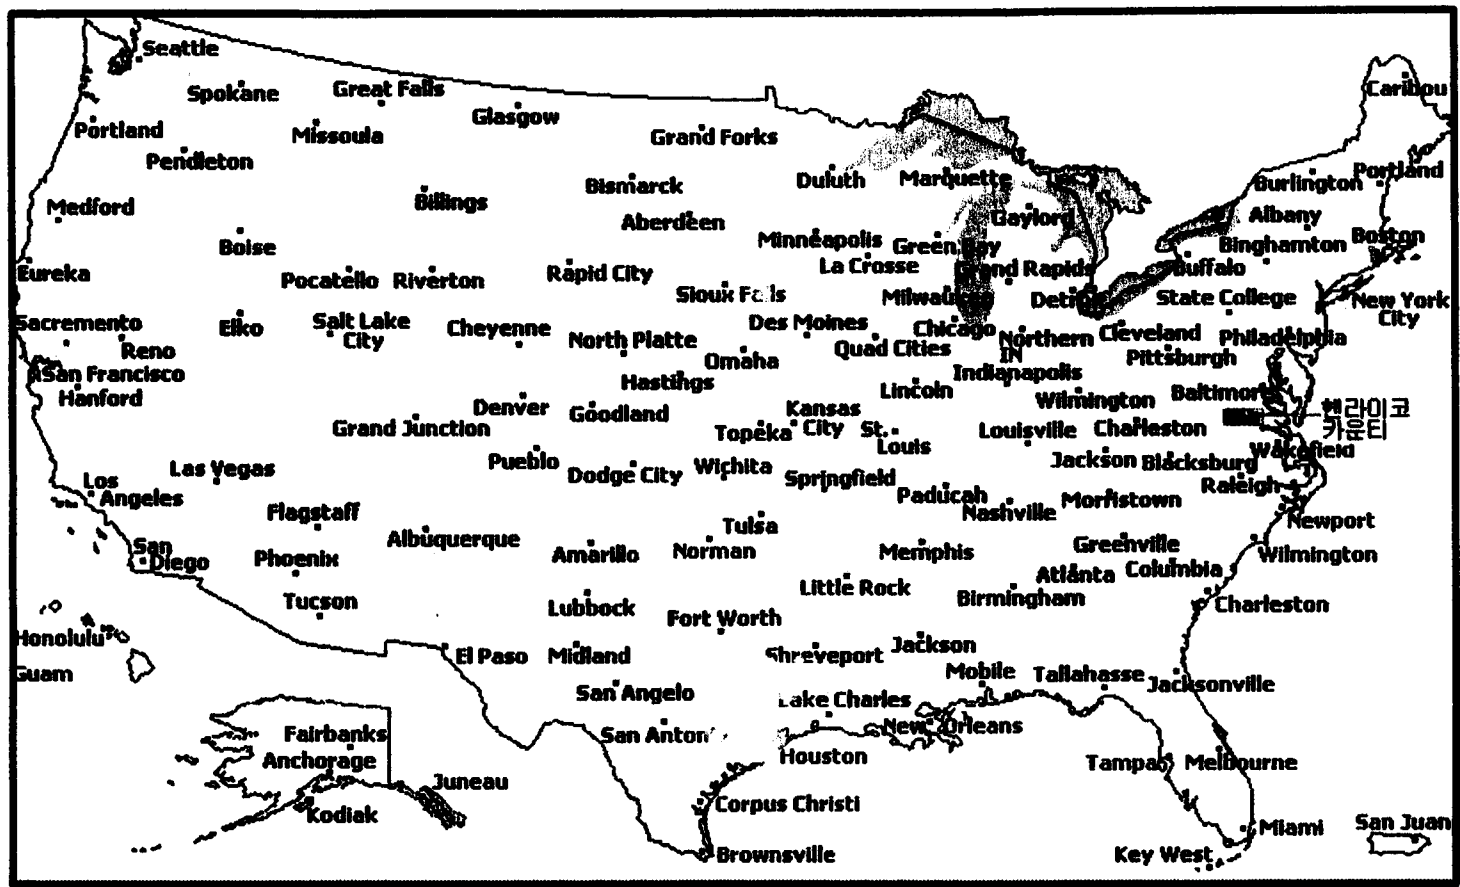 Seattle
Spokane
Great Falls
Glasgow
Caribou
Portland
Missoula
Grand Forks
Pendleton
Bismarck
Duluth
Marquette
Burlington
Portland
Medford
Billings
Aberdeen
Gaylord
Albany
Boise
Minneapolis
Green Bay
Binghamton
Boston
Eureka
Pocatello
Riverton
Rapid City
La Crosse
Grand Rapids
Buffalo
Sioux Falls
Milwaukee
Detroit
State College
New York
City
Sacramento
Reno
Elko
Salt Lake
City
Cheyenne
North Platte
Des Moines
Quad Cities
Chicago
Northern
IN
Cleveland
Pittsburgh
Philadelphia
San Francisco
Hanford
Omaha
Hastings
Lincoln
Indianapolis
Wilmington
Baltimore
Denver
Goodland
Grand Junction
Kansas
City
Topeka
St.
Louis
Louisville
Charleston
헨라이코
카운티
Wakefield
Las Vegas
Pueblo
Dodge City
Wichita
Springfield
Jackson
Blacksburg
Raleigh
Los
Angeles
Flagstaff
Paducah
Nashville
Morristown
Newport
San
Diego
Phoenix
Albuquerque
Amarillo
Tulsa
Norman
Memphis
Greenville
Columbia
Wilmington
Tucson
Lubbock
Fort Worth
Little Rock
Birmingham
Atlanta
Charleston
Honolulu
Guam
El Paso
Midland
Shreveport
Jackson
Mobile
Tallahasse
Jacksonville
San Angelo
Lake Charles
New Orleans
San Anton
Houston
Fairbanks
Anchorage
Juneau
Kodiak
Corpus Christi
Brownsville
Tampa
Melbourne
Miami
Key West
San Juan